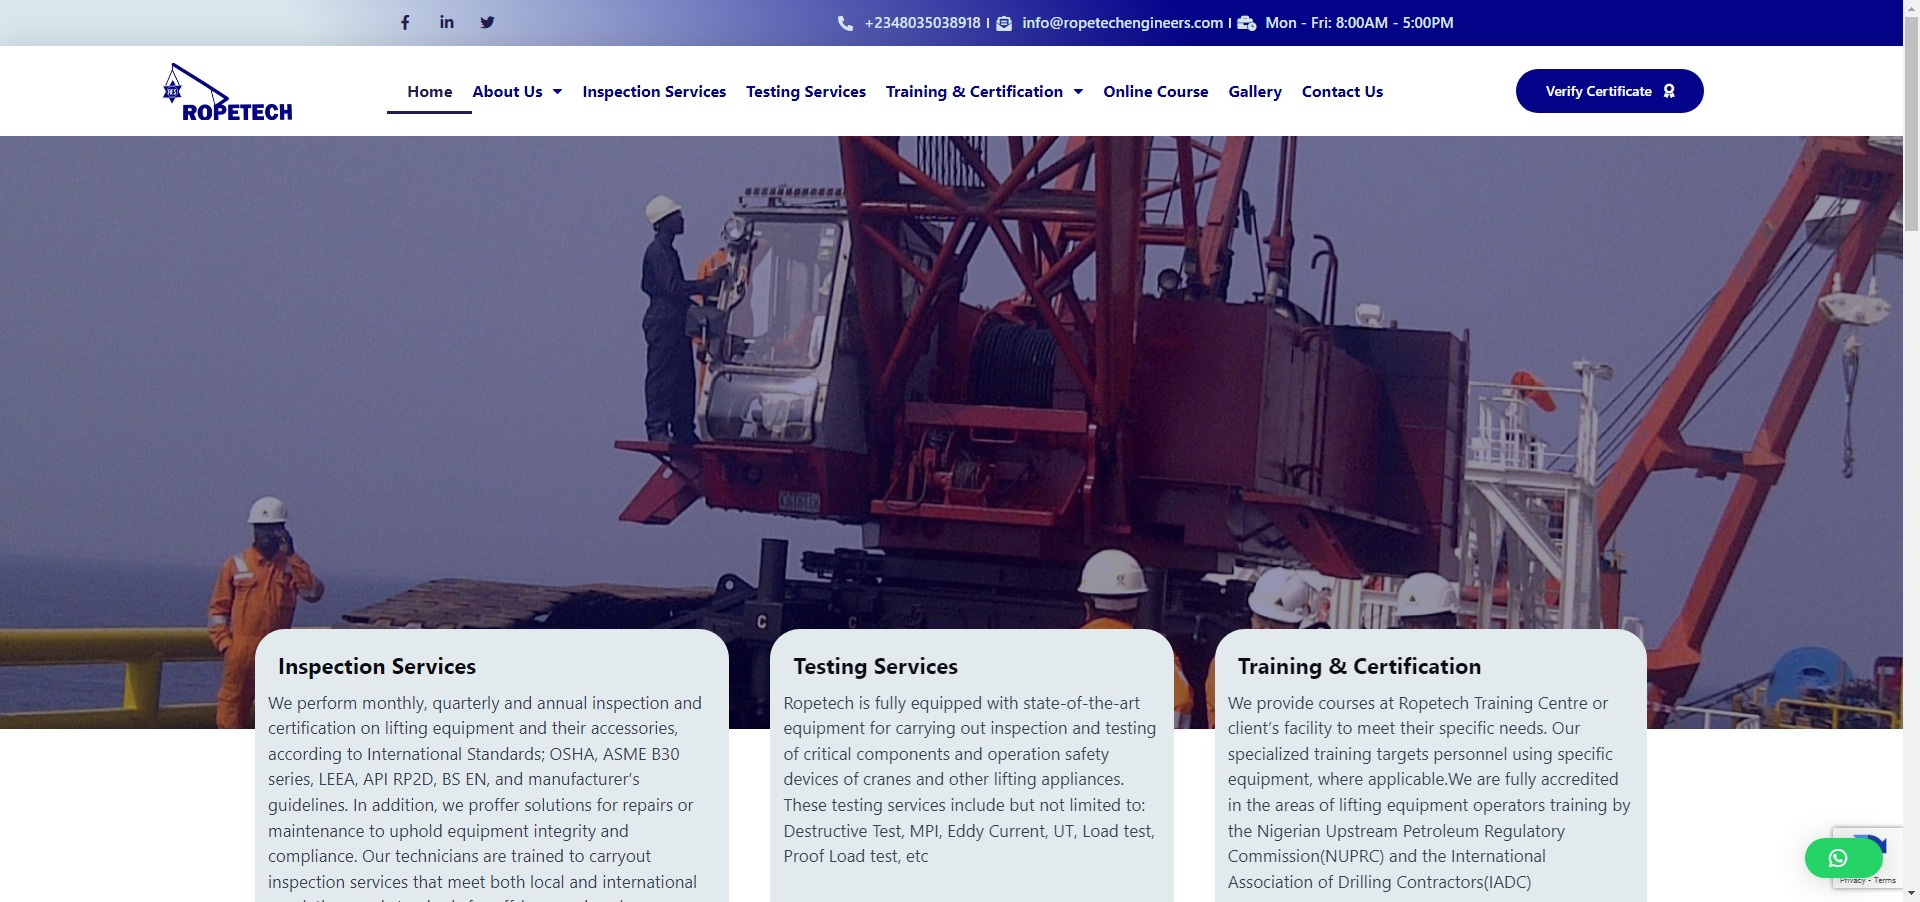 +2348035038918 | info@ropetechengineers.com | Mon - Fri: 8:00AM - 5:00PM
ROPETECH
Home About Us Inspection Services Testing Services Training & Certification Online Course Gallery Contact Us
Verify Certificate
C
C
Inspection Services
We perform monthly, quarterly and annual inspection and
certification on lifting equipment and their accessories,
according to International Standards; OSHA, ASME B30
series, LEEA, API RP2D, BS EN, and manufacturer’s
guidelines. In addition, we proffer solutions for repairs or
maintenance to uphold equipment integrity and
compliance. Our technicians are trained to carryout
inspection services that meet both local and international
Testing Services
Ropetech is fully equipped with state-of-the-art
equipment for carrying out inspection and testing
of critical components and operation safety
devices of cranes and other lifting appliances.
These testing services include but not limited to:
Destructive Test, MPI, Eddy Current, UT, Load test,
Proof Load test, etc
Training & Certification
We provide courses at Ropetech Training Centre or
client’s facility to meet their specific needs. Our
specialized training targets personnel using specific
equipment, where applicable.We are fully accredited
in the areas of lifting equipment operators training by
the Nigerian Upstream Petroleum Regulatory
Commission(NUPRC) and the International
Association of Drilling Contractors(IADC)
Privacy - Terms